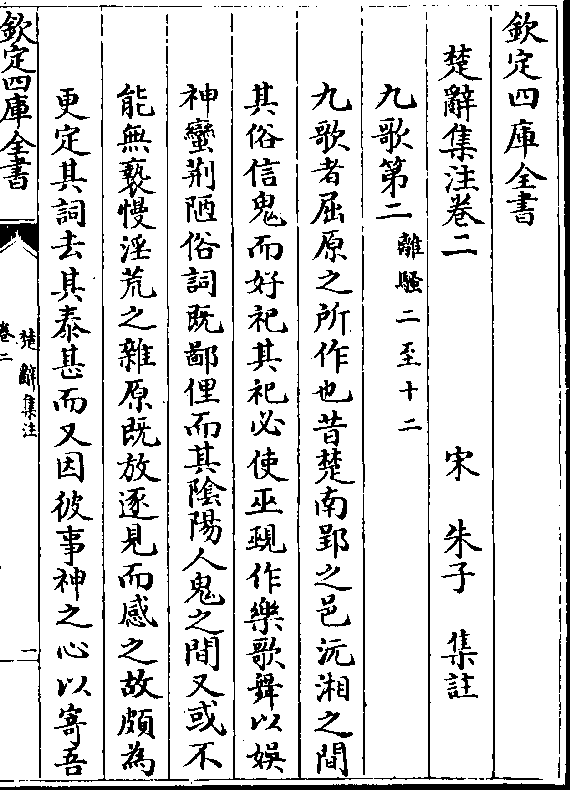 欽定四庫全書
楚辭集注卷二
宋 朱子 集註
九歌第二 離騷二至十二
九歌者屈原之所作也昔楚南郢之邑沅湘之間
其俗信鬼而好祀其祀必使巫覡作樂歌舞以娛
神蠻荆陋俗詞既鄙俚而其陰陽人鬼之間又或不
能無褻慢淫荒之雜原既放逐見而感之故頗為
更定其詞去其泰甚而又因彼事神之心以寄吾
欽定四庫全書
楚辭集注
卷二
一